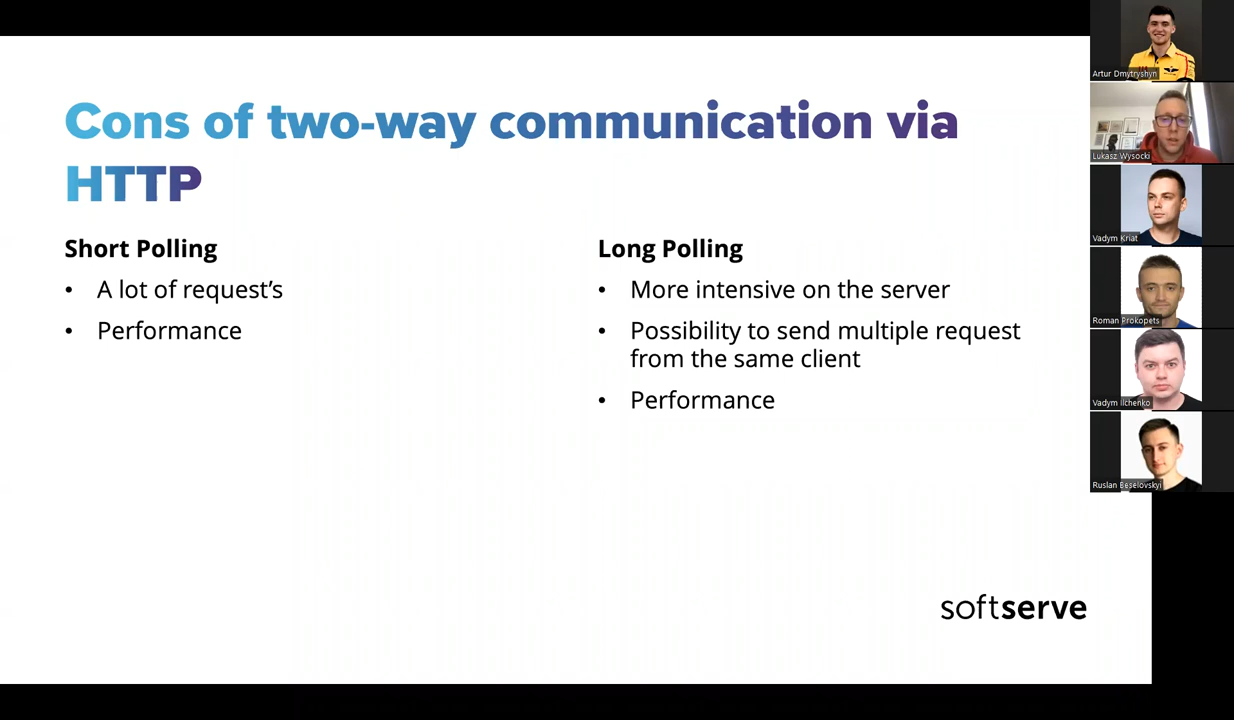 Cons of two-way communication via
HTTP
Short Polling
• A lot of request’s
• Performance
Long Polling
• More intensive on the server
• Possibility to send multiple request
from the same client
• Performance
softserve
Artur Dmytryshyn
Lukasz Wysocki
Vadym Kriat
Roman Prokopets
Vadym Ilchenko
Ruslan Beselovskyi